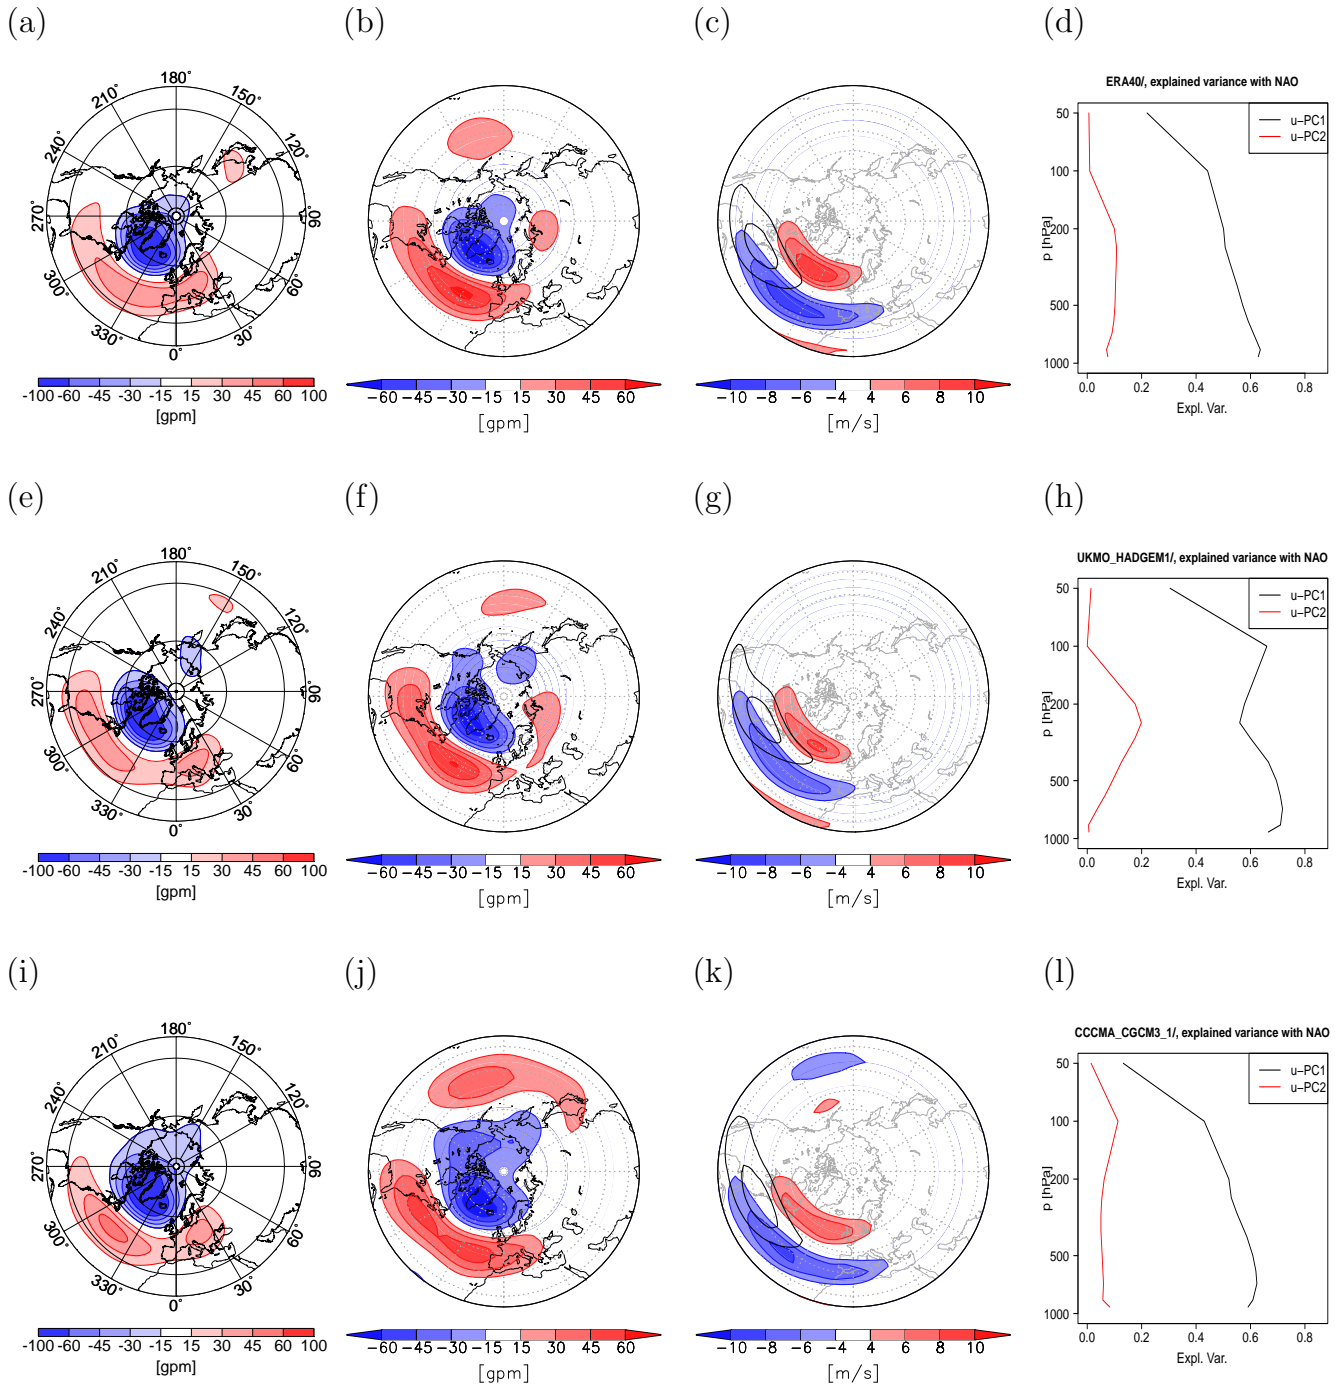 (a) (b) (c) (d)
180° 150° 120° 90 60° 30° 0° 330° 300° 270° 240° 210°
-100 -60 -45 -30 -15 15 30 45 60 100
[gpm]
−60 −45 −30 −15 15 30 45 60
[gpm]
−10 −8 −6 −4 4 6 8 10
[m/s]
ERA40/, explained variance with NAO
u−PC1
u−PC2
50
100
200
500
1000
p [hPa]
0.0 0.2 0.4 0.6 0.8
Expl. Var.
(e) (f) (g) (h)
180° 150° 120° 90 60° 30° 0° 330° 300° 270° 240° 210°
-100 -60 -45 -30 -15 15 30 45 60 100
[gpm]
−60 −45 −30 −15 15 30 45 60
[gpm]
−10 −8 −6 −4 4 6 8 10
[m/s]
UKMO_HADGEM1/, explained variance with NAO
u−PC1
u−PC2
50
100
200
500
1000
p [hPa]
0.0 0.2 0.4 0.6 0.8
Expl. Var.
(i) (j) (k) (l)
180° 150° 120° 90 60° 30° 0° 330° 300° 270° 240° 210°
-100 -60 -45 -30 -15 15 30 45 60 100
[gpm]
−60 −45 −30 −15 15 30 45 60
[gpm]
−10 −8 −6 −4 4 6 8 10
[m/s]
CCCMA_CGCM3_1/, explained variance with NAO
u−PC1
u−PC2
50
100
200
500
1000
p [hPa]
0.0 0.2 0.4 0.6 0.8
Expl. Var.